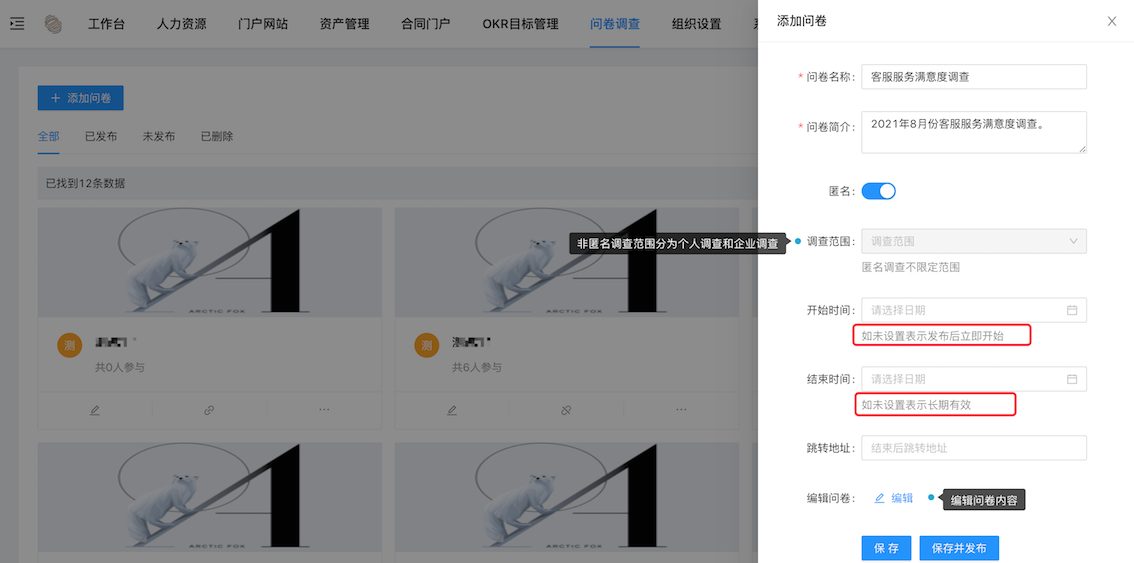 工作台 人力资源 门户网站 资产管理 合同门户 OKR目标管理 问卷调查 组织设置
添加问卷
全部 已发布 未发布 已删除
已找到12条数据
ARCTIC FOX
ARCTIC FOX
测
共0人参与
测
共6人参与
ARCTIC FOX
ARCTIC FOX
添加问卷
* 问卷名称: 客服服务满意度调查
* 问卷简介: 2021年8月份客服服务满意度调查。
匿名:
非匿名调查范围分为个人调查和企业调查
调查范围: 调查范围
匿名调查不限定范围
开始时间: 请选择日期
如未设置表示发布后立即开始
结束时间: 请选择日期
如未设置表示长期有效
跳转地址: 结束后跳转地址
编辑问卷: 编辑 编辑问卷内容
保 存 保存并发布